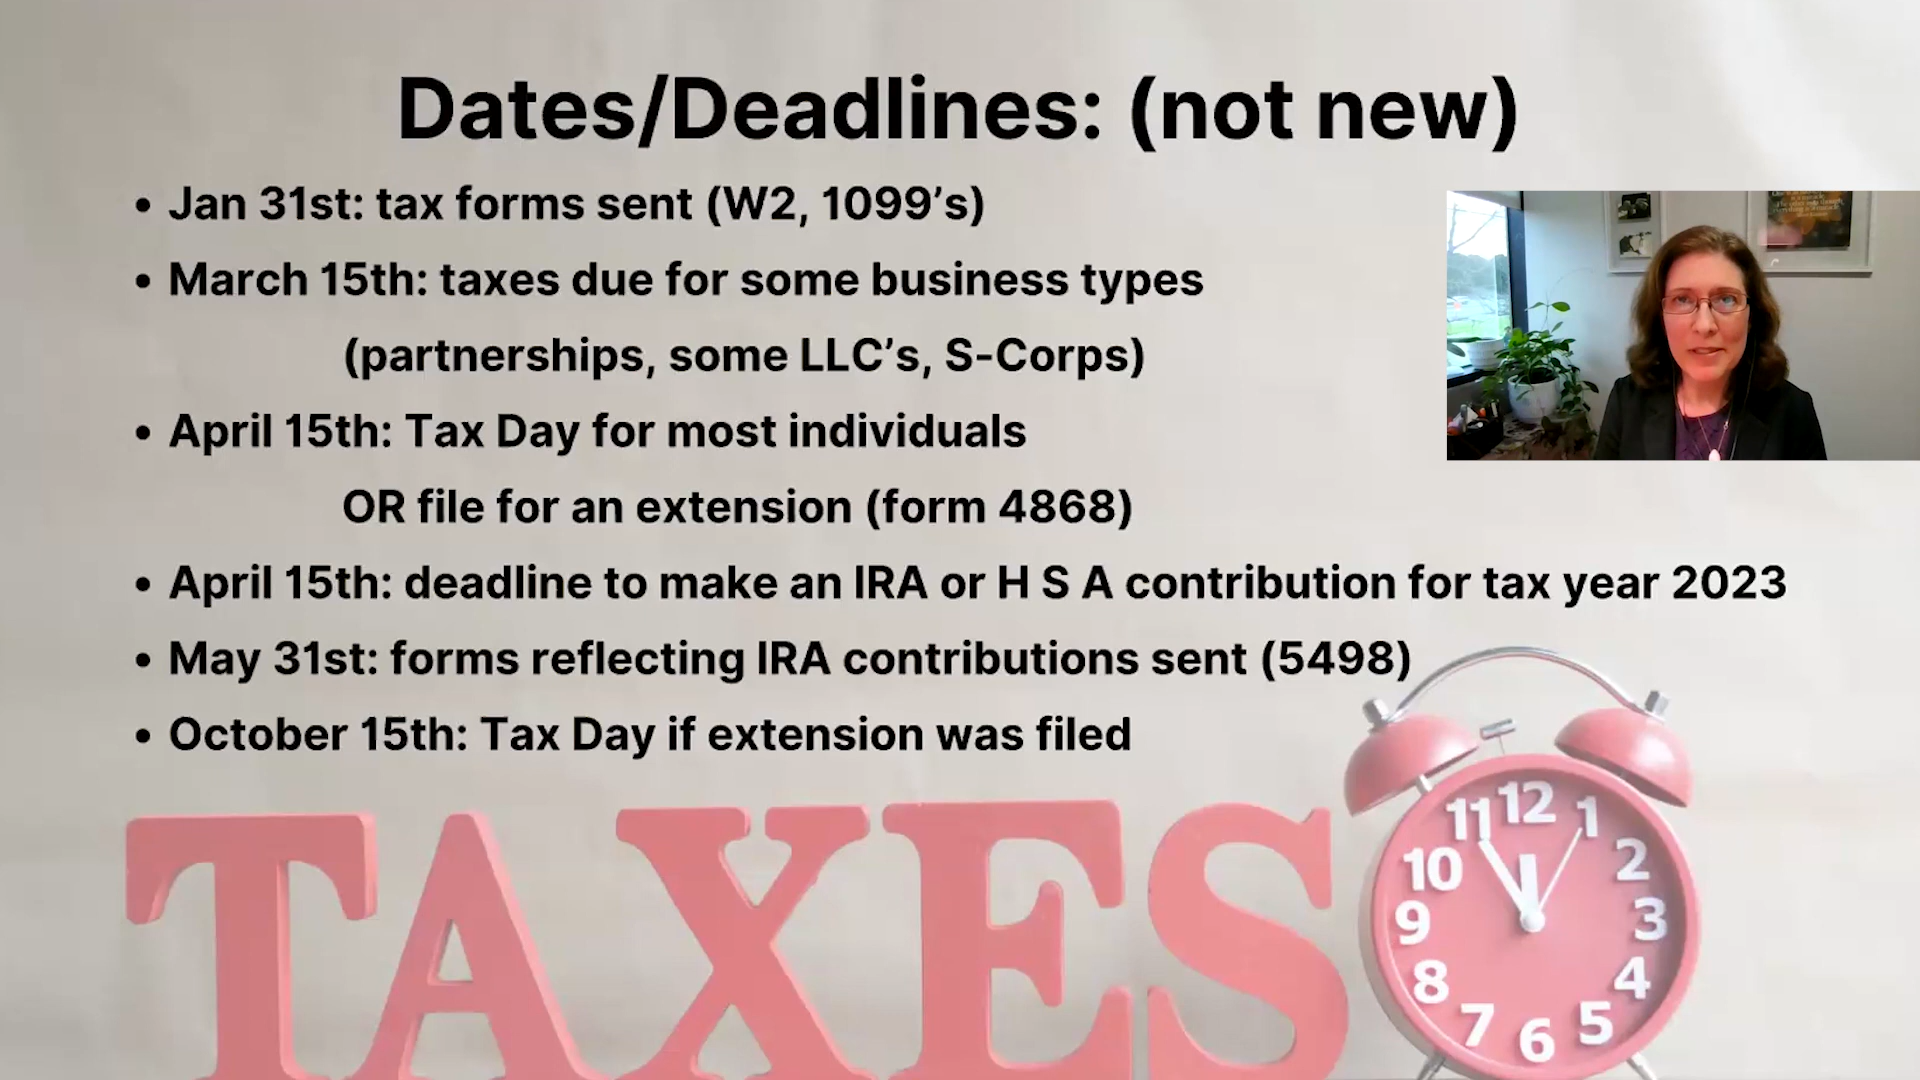 Dates/Deadlines: (not new)
• Jan 31st: tax forms sent (W2, 1099’s)
• March 15th: taxes due for some business types
(partnerships, some LLC’s, S-Corps)
• April 15th: Tax Day for most individuals
OR file for an extension (form 4868)
• April 15th: deadline to make an IRA or H S A contribution for tax year 2023
• May 31st: forms reflecting IRA contributions sent (5498)
• October 15th: Tax Day if extension was filed
TAXES
12
1
2
3
4
5
6
7
8
9
10
11